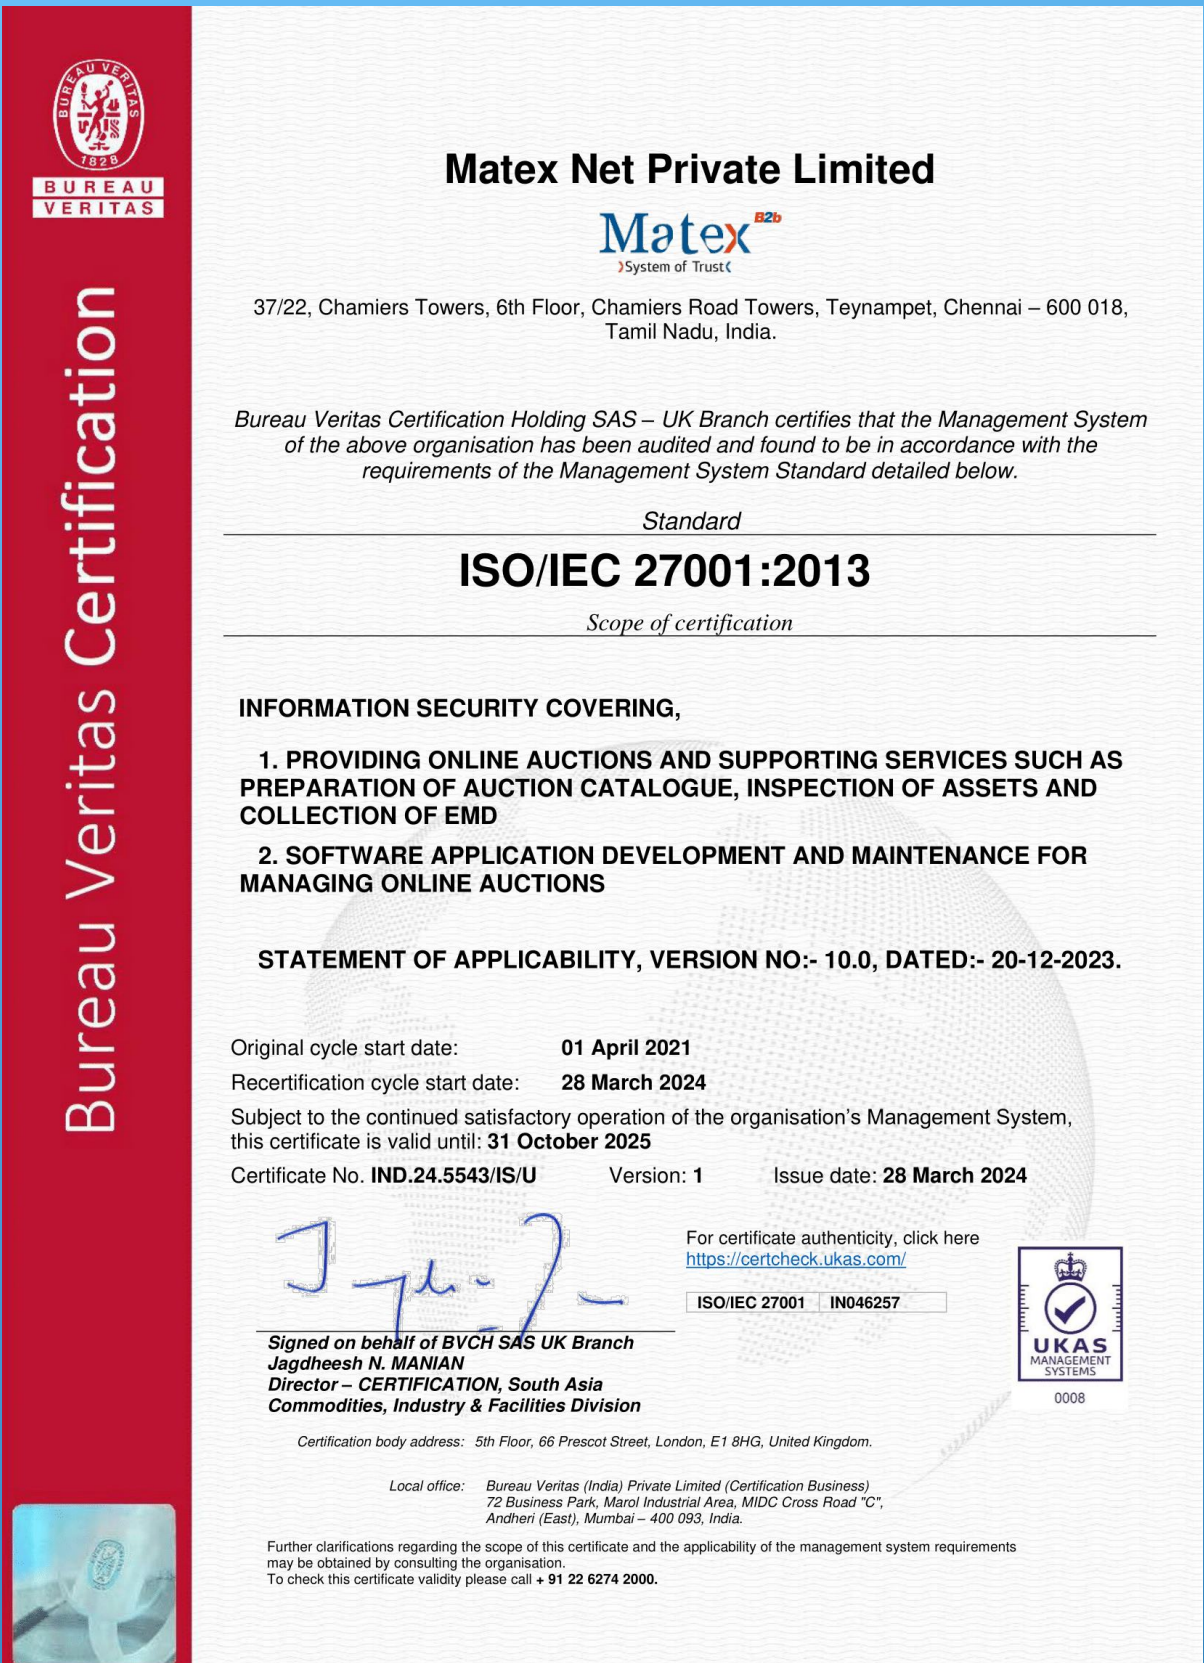 BUREAU VERITAS
1828
BUREAU
VERITAS
Bureau Veritas Certification
Matex Net Private Limited
Matex B2b
System of Trust
37/22, Chamiers Towers, 6th Floor, Chamiers Road Towers, Teynampet, Chennai – 600 018,
Tamil Nadu, India.
Bureau Veritas Certification Holding SAS – UK Branch certifies that the Management System
of the above organisation has been audited and found to be in accordance with the
requirements of the Management System Standard detailed below.
Standard
ISO/IEC 27001:2013
Scope of certification
INFORMATION SECURITY COVERING,
1. PROVIDING ONLINE AUCTIONS AND SUPPORTING SERVICES SUCH AS
PREPARATION OF AUCTION CATALOGUE, INSPECTION OF ASSETS AND
COLLECTION OF EMD
2. SOFTWARE APPLICATION DEVELOPMENT AND MAINTENANCE FOR
MANAGING ONLINE AUCTIONS
STATEMENT OF APPLICABILITY, VERSION NO:- 10.0, DATED:- 20-12-2023.
Original cycle start date: 01 April 2021
Recertification cycle start date: 28 March 2024
Subject to the continued satisfactory operation of the organisation's Management System,
this certificate is valid until: 31 October 2025
Certificate No. IND.24.5543/IS/U Version: 1 Issue date: 28 March 2024
For certificate authenticity, click here
https://certcheck.ukas.com/
ISO/IEC 27001 IN046257
Signed on behalf of BVCH SAS UK Branch
Jagdheesh N. MANIAN
Director – CERTIFICATION, South Asia
Commodities, Industry & Facilities Division
UKAS
MANAGEMENT
SYSTEMS
0008
Certification body address: 5th Floor, 66 Prescot Street, London, E1 8HG, United Kingdom.
Local office: Bureau Veritas (India) Private Limited (Certification Business)
72 Business Park, Marol Industrial Area, MIDC Cross Road "C",
Andheri (East), Mumbai – 400 093, India.
Further clarifications regarding the scope of this certificate and the applicability of the management system requirements
may be obtained by consulting the organisation.
To check this certificate validity please call + 91 22 6274 2000.